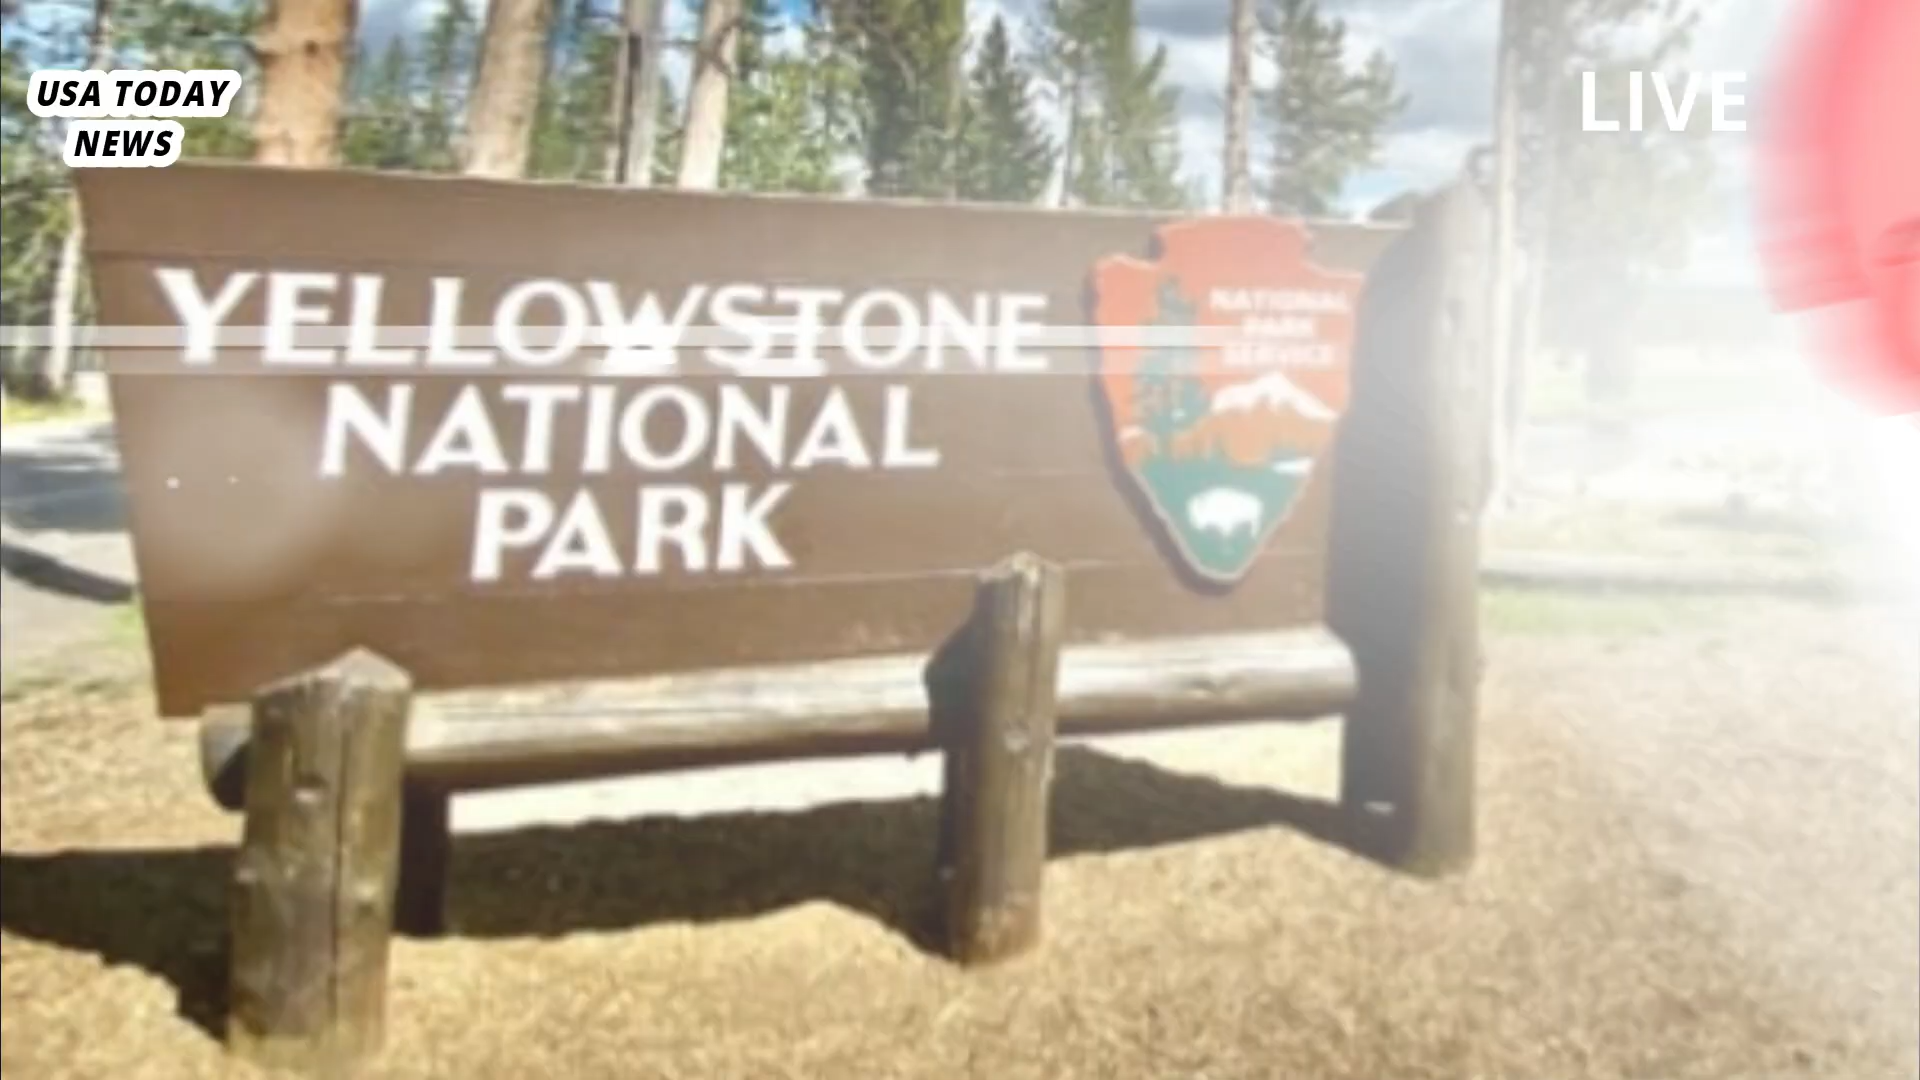 USA TODAY
NEWS
LIVE
YELLOWSTONE
NATIONAL
PARK
NATIONAL
PARK
SERVICE